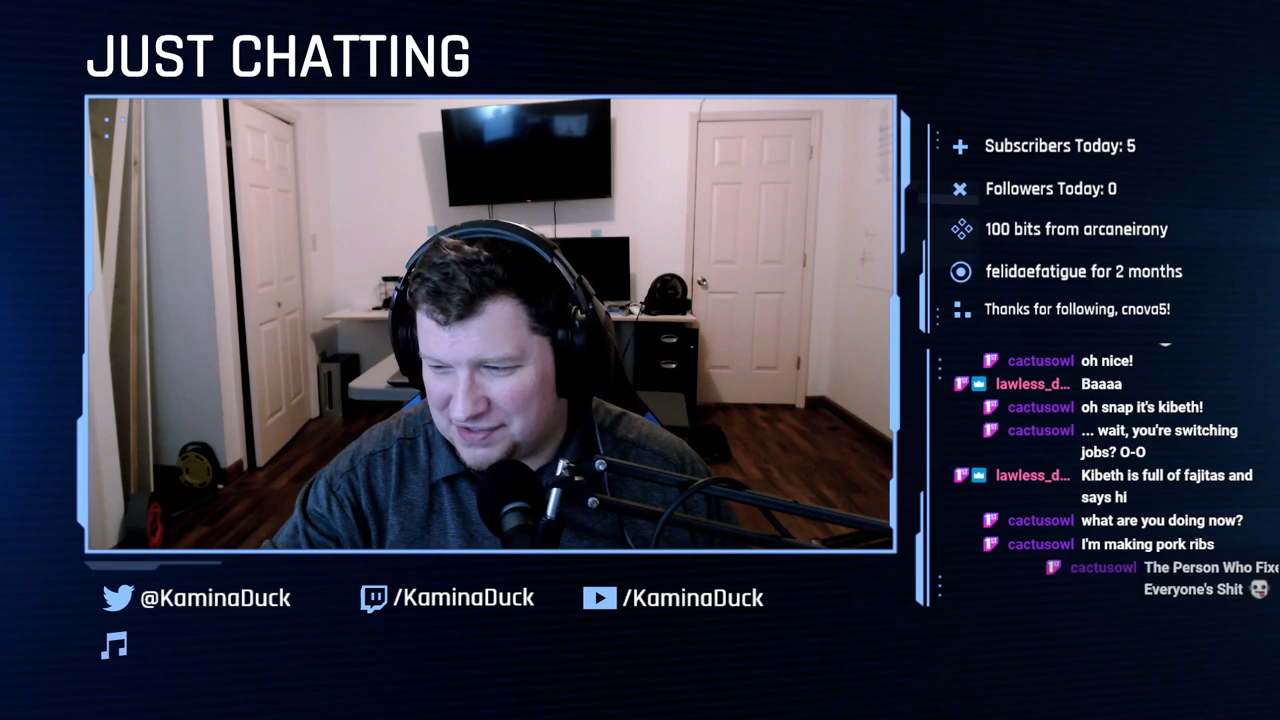 JUST CHATTING
Subscribers Today: 5
Followers Today: 0
100 bits from arcaneirony
felidaefatigue for 2 months
Thanks for following, cnova5!
cactusowl oh nice!
lawless_d... Baaaa
cactusowl oh snap it's kibeth!
cactusowl ... wait, you're switching
jobs? O-O
lawless_d... Kibeth is full of fajitas and
says hi
cactusowl what are you doing now?
cactusowl I'm making pork ribs
cactusowl The Person Who Fixe
Everyone's Shit
@KaminaDuck
/KaminaDuck
/KaminaDuck